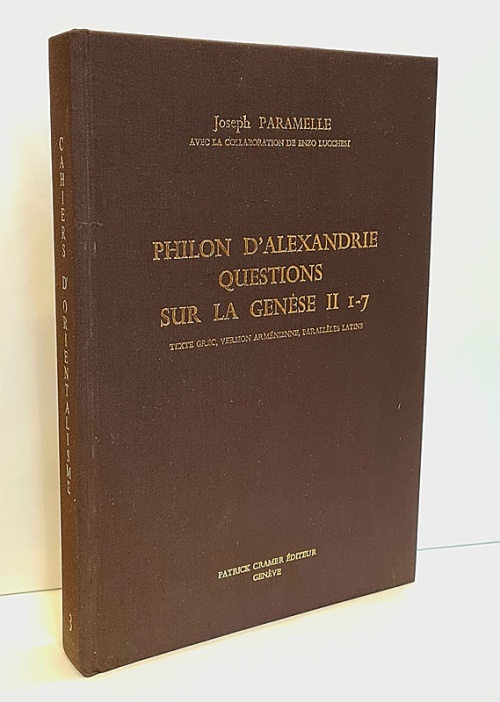 Joseph PARAMELLE
AVEC LA COLLABORATION DE ENZO LUCCHESI
PHILON D'ALEXANDRIE
QUESTIONS
SUR LA GENÈSE II 1-7
TEXTE GREC, VERSION ARMÉNIENNE, PARALLÈLES LATINS
PATRICK CRAMER ÉDITEUR
GENÈVE
CAHIERS D'ORIENTALISME
3